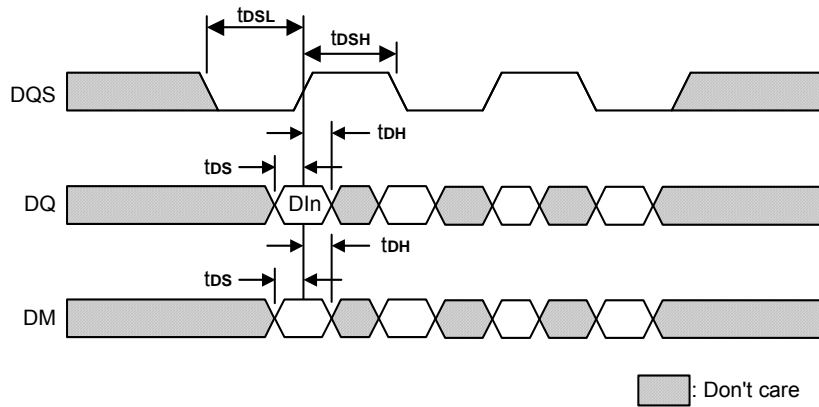 tDSL
tDSH
DQS
tDH
tDS
DQ
DIn
tDH
tDS
DM
: Don't care